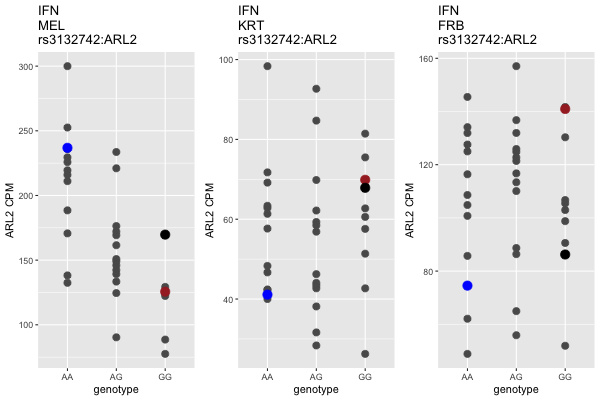 IFN
MEL
rs3132742:ARL2
300
250
200
150
100
ARL2 CPM
AA AG GG
genotype
IFN
KRT
rs3132742:ARL2
100
80
60
40
ARL2 CPM
AA AG GG
genotype
IFN
FRB
rs3132742:ARL2
160
120
80
ARL2 CPM
AA AG GG
genotype